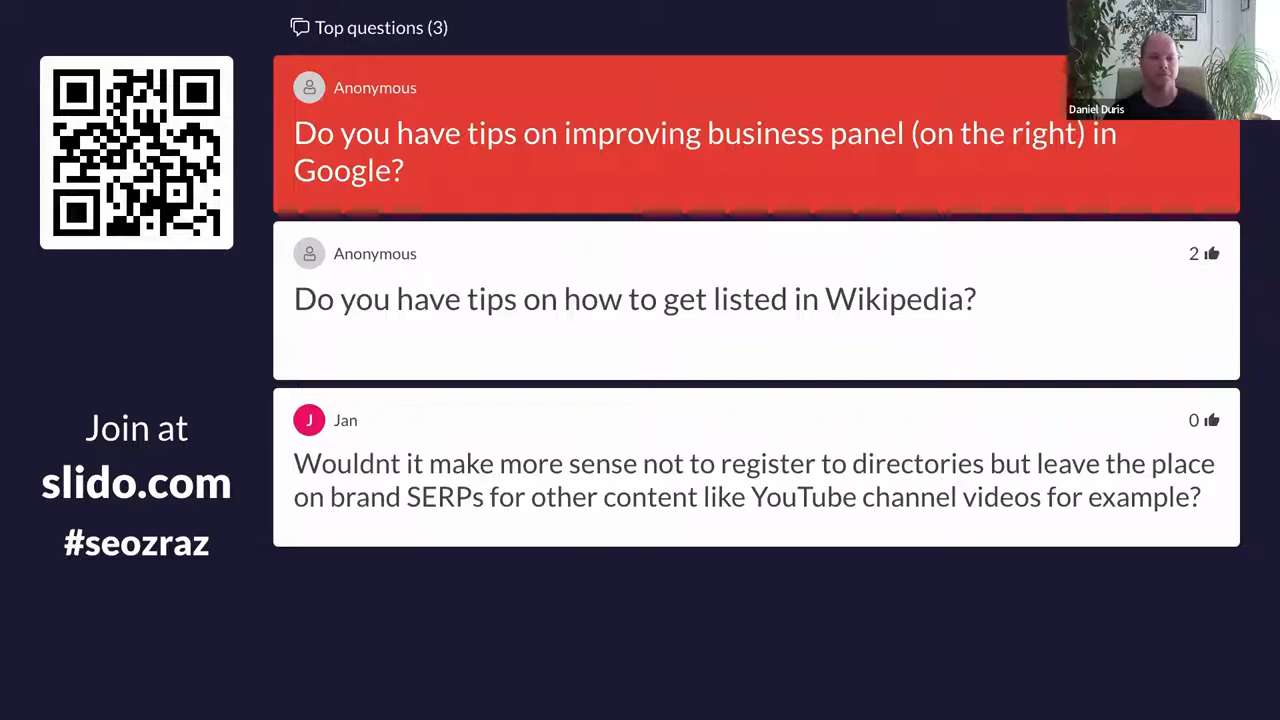 Top questions (3)
Anonymous
Daniel Duris
Do you have tips on improving business panel (on the right) in
Google?
Anonymous
2
Do you have tips on how to get listed in Wikipedia?
J
Jan
0
Wouldnt it make more sense not to register to directories but leave the place
on brand SERPs for other content like YouTube channel videos for example?
Join at
slido.com
#seozraz